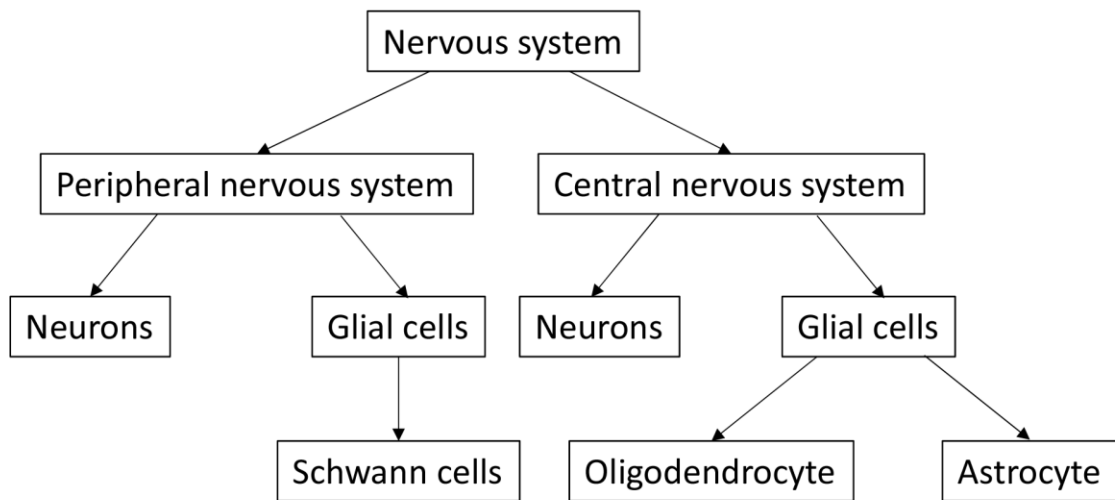 Nervous system
Peripheral nervous system
Central nervous system
Neurons
Glial cells
Neurons
Glial cells
Schwann cells
Oligodendrocyte
Astrocyte